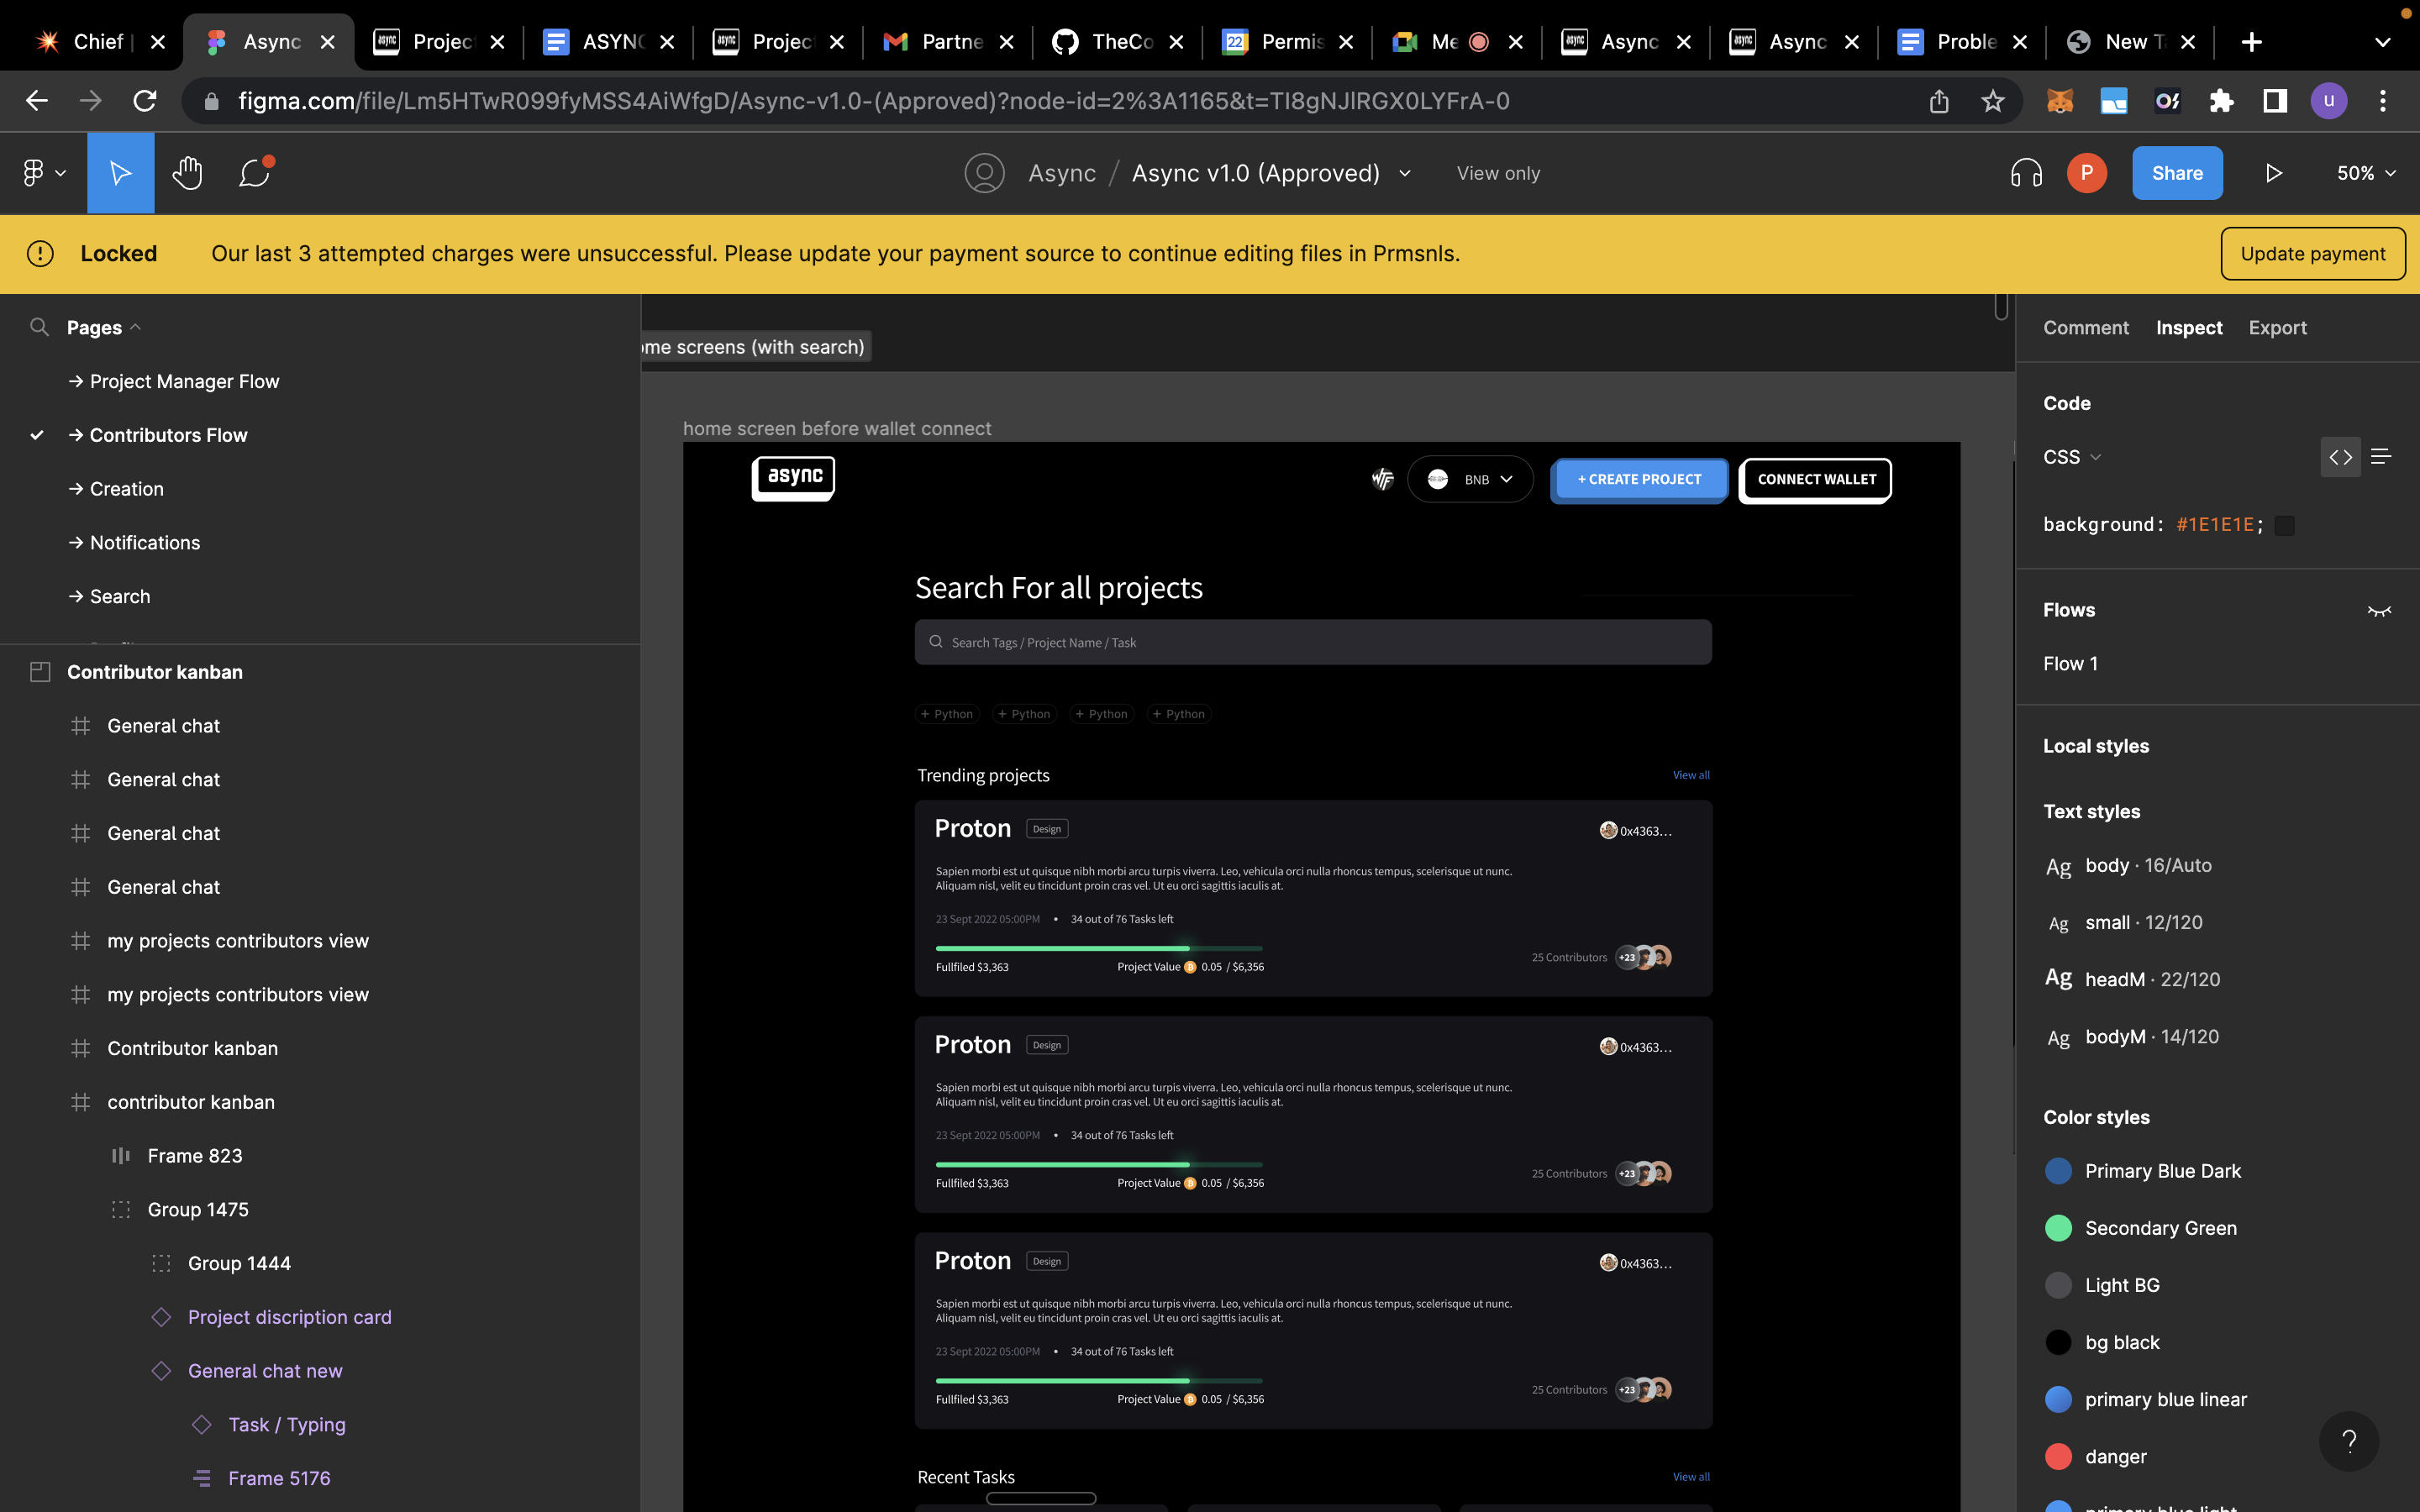 Chief
Async
Projec
ASYNC
Projec
Partne
TheCo
22
Permis
Me
Async
Async
Proble
New T
figma.com/file/Lm5HTwR099fyMSS4AiWfgD/Async-v1.0-(Approved)?node-id=2%3A1165&t=TI8gNJlRGX0LYFrA-0
u
Async / Async v1.0 (Approved)
View only
P
Share
50%
Locked
Our last 3 attempted charges were unsuccessful. Please update your payment source to continue editing files in Prmsnls.
Update payment
Pages
→ Project Manager Flow
→ Contributors Flow
→ Creation
→ Notifications
→ Search
Contributor kanban
General chat
General chat
General chat
General chat
my projects contributors view
my projects contributors view
Contributor kanban
contributor kanban
Frame 823
Group 1475
Group 1444
Project discription card
General chat new
Task / Typing
Frame 5176
ome screens (with search)
home screen before wallet connect
async
BNB
+ CREATE PROJECT
CONNECT WALLET
Search For all projects
Search Tags / Project Name / Task
+ Python
+ Python
+ Python
+ Python
Trending projects
View all
Proton
Design
0x4363...
Sapien morbi est ut quisque nibh morbi arcu turpis viverra. Leo, vehicula orci nulla rhoncus tempus, scelerisque ut nunc.
Aliquam nisl, velit eu tincidunt proin cras vel. Ut eu orci sagittis iaculis at.
23 Sept 2022 05:00PM • 34 out of 76 Tasks left
Fullfiled $3,363
Project Value 0.05 / $6,356
25 Contributors
+23
Proton
Design
0x4363...
Sapien morbi est ut quisque nibh morbi arcu turpis viverra. Leo, vehicula orci nulla rhoncus tempus, scelerisque ut nunc.
Aliquam nisl, velit eu tincidunt proin cras vel. Ut eu orci sagittis iaculis at.
23 Sept 2022 05:00PM • 34 out of 76 Tasks left
Fullfiled $3,363
Project Value 0.05 / $6,356
25 Contributors
+23
Proton
Design
0x4363...
Sapien morbi est ut quisque nibh morbi arcu turpis viverra. Leo, vehicula orci nulla rhoncus tempus, scelerisque ut nunc.
Aliquam nisl, velit eu tincidunt proin cras vel. Ut eu orci sagittis iaculis at.
23 Sept 2022 05:00PM • 34 out of 76 Tasks left
Fullfiled $3,363
Project Value 0.05 / $6,356
25 Contributors
+23
Recent Tasks
View all
Comment
Inspect
Export
Code
CSS
background: #1E1E1E;
Flows
Flow 1
Local styles
Text styles
Ag body · 16/Auto
Ag small · 12/120
Ag headM · 22/120
Ag bodyM · 14/120
Color styles
Primary Blue Dark
Secondary Green
Light BG
bg black
primary blue linear
danger
?